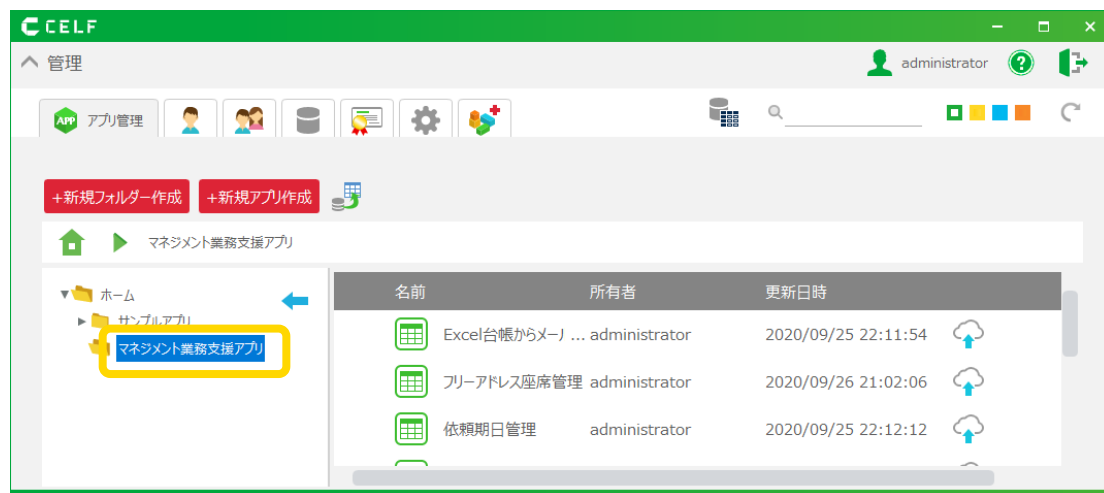 CELF
管理
administrator
APP アプリ管理
+新規フォルダー作成 +新規アプリ作成
マネジメント業務支援アプリ
ホーム
サンプルアプリ
マネジメント業務支援アプリ
名前 所有者 更新日時
Excel台帳からメール... administrator 2020/09/25 22:11:54
フリーアドレス座席管理 administrator 2020/09/26 21:02:06
依頼期日管理 administrator 2020/09/25 22:12:12